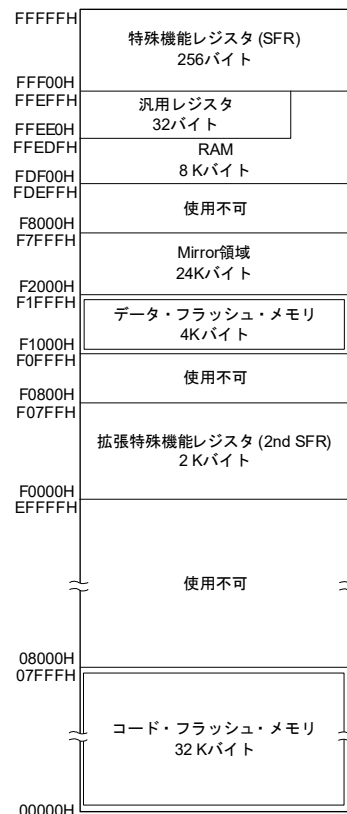 FFFFFH
特殊機能レジスタ (SFR)
256バイト
FFF00H
FFEFFH
汎用レジスタ
32バイト
FFEE0H
FFEDFH
RAM
8 Kバイト
FDF00H
FDEFFH
使用不可
F8000H
F7FFFH
Mirror領域
24Kバイト
F2000H
F1FFFH
データ・フラッシュ・メモリ
4Kバイト
F1000H
F0FFFH
使用不可
F0800H
F07FFH
拡張特殊機能レジスタ (2nd SFR)
2 Kバイト
F0000H
EFFFFH
使用不可
08000H
07FFFH
コード・フラッシュ・メモリ
32 Kバイト
00000H